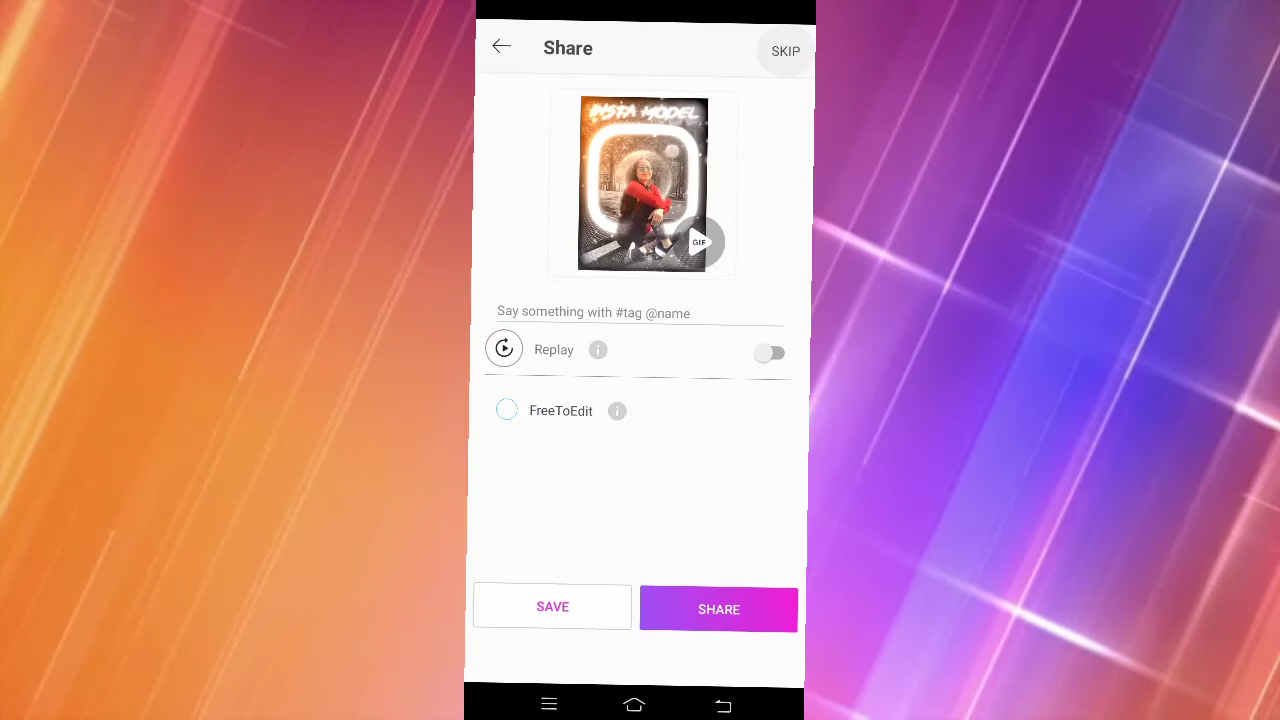 Share
SKIP
INSTA MODEL
GIF
Say something with #tag @name
Replay
FreeToEdit
SAVE
SHARE